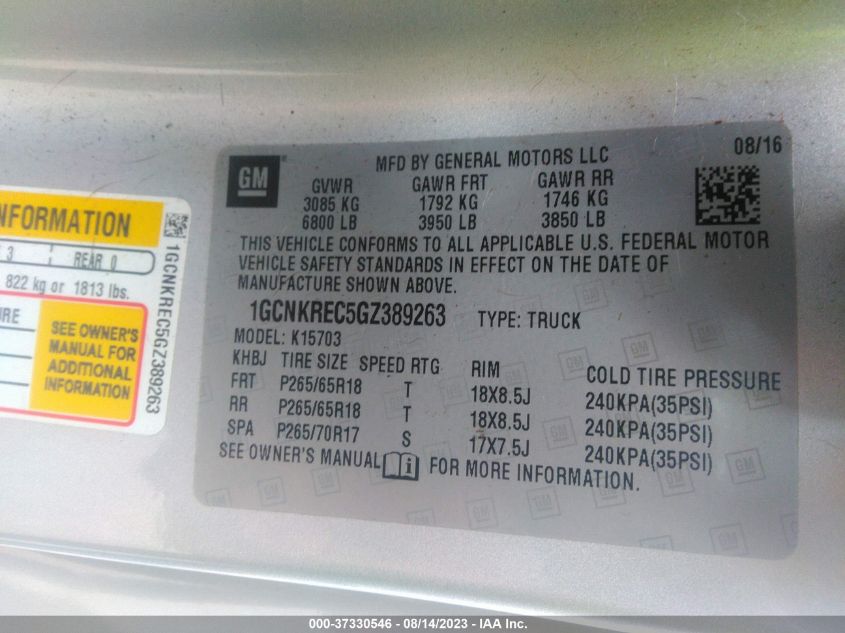 GM
MFD BY GENERAL MOTORS LLC
08/16
GVWR GAWR FRT GAWR RR
3085 KG 1792 KG 1746 KG
6800 LB 3950 LB 3850 LB
THIS VEHICLE CONFORMS TO ALL APPLICABLE U.S. FEDERAL MOTOR
VEHICLE SAFETY STANDARDS IN EFFECT ON THE DATE OF
MANUFACTURE SHOWN ABOVE.
1GCNKREC5GZ389263 TYPE: TRUCK
MODEL: K15703
KHBJ TIRE SIZE SPEED RTG RIM COLD TIRE PRESSURE
FRT P265/65R18 T 18X8.5J 240KPA(35PSI)
RR P265/65R18 T 18X8.5J 240KPA(35PSI)
SPA P265/70R17 S 17X7.5J 240KPA(35PSI)
SEE OWNER'S MANUAL FOR MORE INFORMATION.
INFORMATION
3 REAR 0
822 kg or 1813 lbs.
SEE OWNER'S
MANUAL FOR
ADDITIONAL
INFORMATION
1GCNKREC5GZ389263
000-37330546 - 08/14/2023 - IAA Inc.